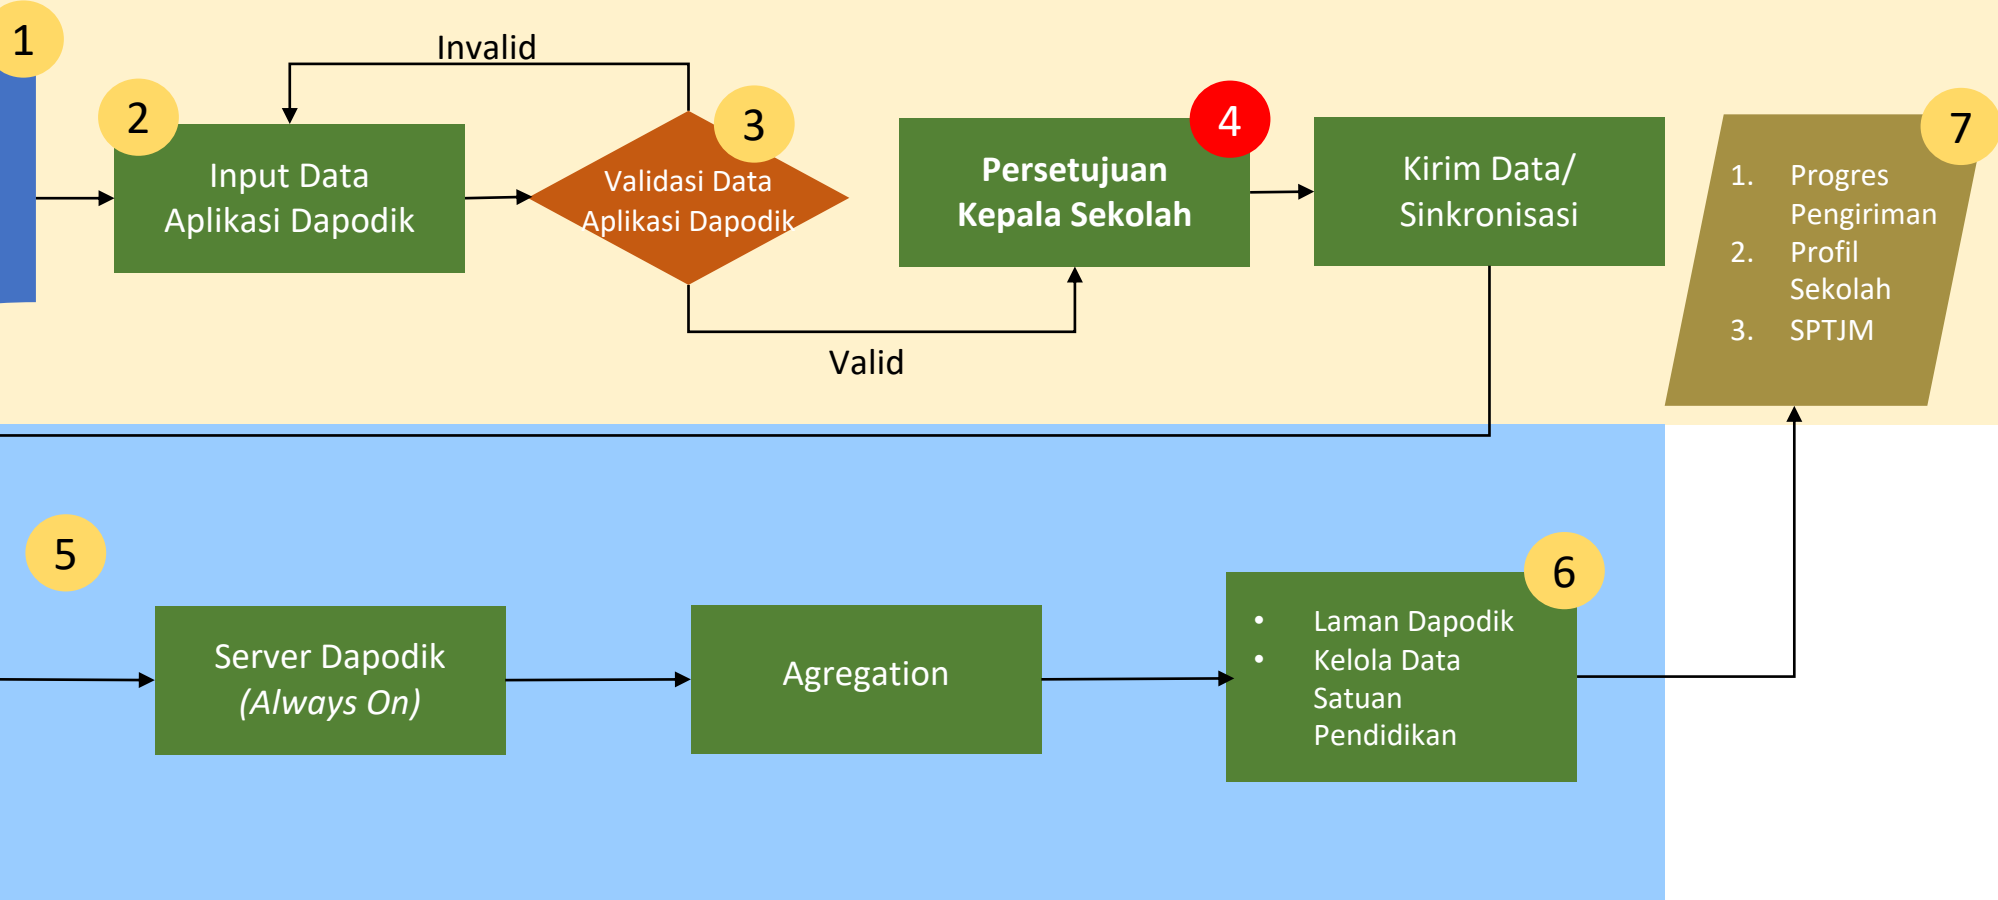 1
Invalid
2
Input Data
Aplikasi Dapodik
3
Validasi Data
Aplikasi Dapodik
Valid
4
Persetujuan
Kepala Sekolah
Kirim Data/
Sinkronisasi
7
1. Progres
Pengiriman
2. Profil
Sekolah
3. SPTJM
5
Server Dapodik
(Always On)
Agregation
6
• Laman Dapodik
• Kelola Data
Satuan
Pendidikan